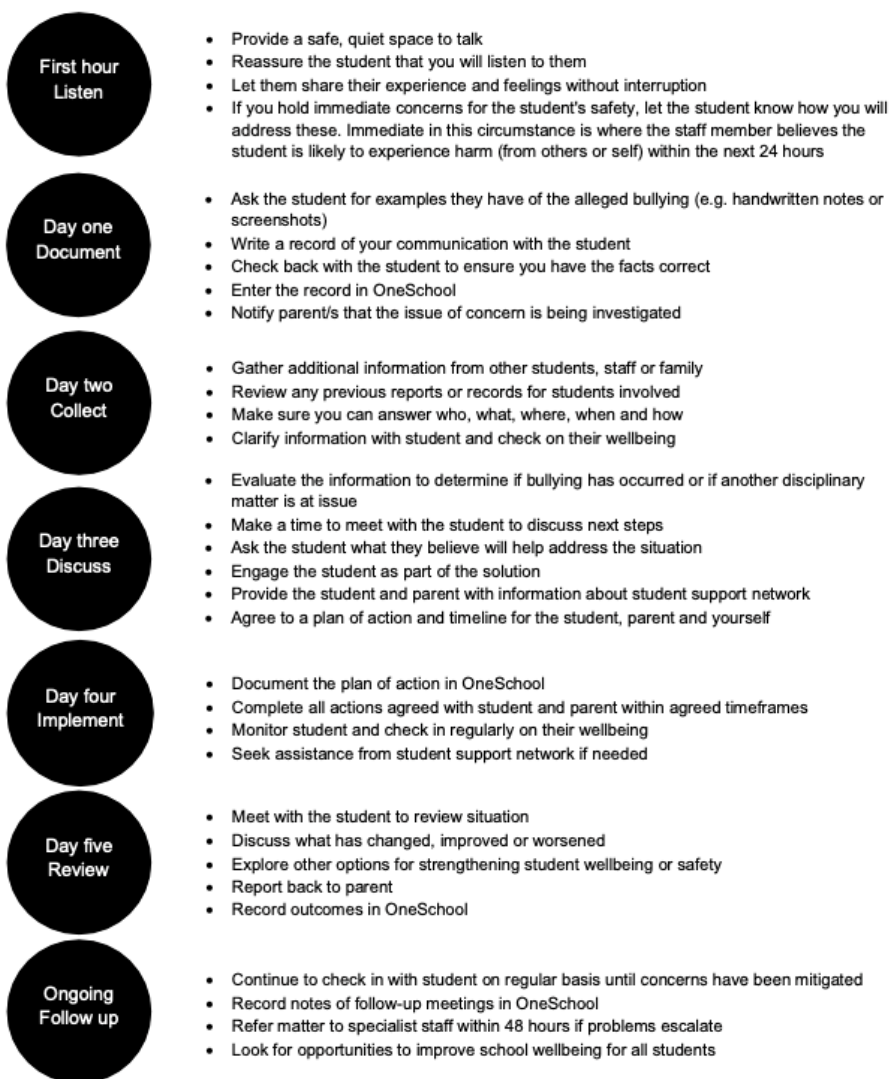 First hour
Listen
• Provide a safe, quiet space to talk
• Reassure the student that you will listen to them
• Let them share their experience and feelings without interruption
• If you hold immediate concerns for the student's safety, let the student know how you will
address these. Immediate in this circumstance is where the staff member believes the
student is likely to experience harm (from others or self) within the next 24 hours
Day one
Document
• Ask the student for examples they have of the alleged bullying (e.g. handwritten notes or
screenshots)
• Write a record of your communication with the student
• Check back with the student to ensure you have the facts correct
• Enter the record in OneSchool
• Notify parent/s that the issue of concern is being investigated
Day two
Collect
• Gather additional information from other students, staff or family
• Review any previous reports or records for students involved
• Make sure you can answer who, what, where, when and how
• Clarify information with student and check on their wellbeing
Day three
Discuss
• Evaluate the information to determine if bullying has occurred or if another disciplinary
matter is at issue
• Make a time to meet with the student to discuss next steps
• Ask the student what they believe will help address the situation
• Engage the student as part of the solution
• Provide the student and parent with information about student support network
• Agree to a plan of action and timeline for the student, parent and yourself
Day four
Implement
• Document the plan of action in OneSchool
• Complete all actions agreed with student and parent within agreed timeframes
• Monitor student and check in regularly on their wellbeing
• Seek assistance from student support network if needed
Day five
Review
• Meet with the student to review situation
• Discuss what has changed, improved or worsened
• Explore other options for strengthening student wellbeing or safety
• Report back to parent
• Record outcomes in OneSchool
Ongoing
Follow up
• Continue to check in with student on regular basis until concerns have been mitigated
• Record notes of follow-up meetings in OneSchool
• Refer matter to specialist staff within 48 hours if problems escalate
• Look for opportunities to improve school wellbeing for all students